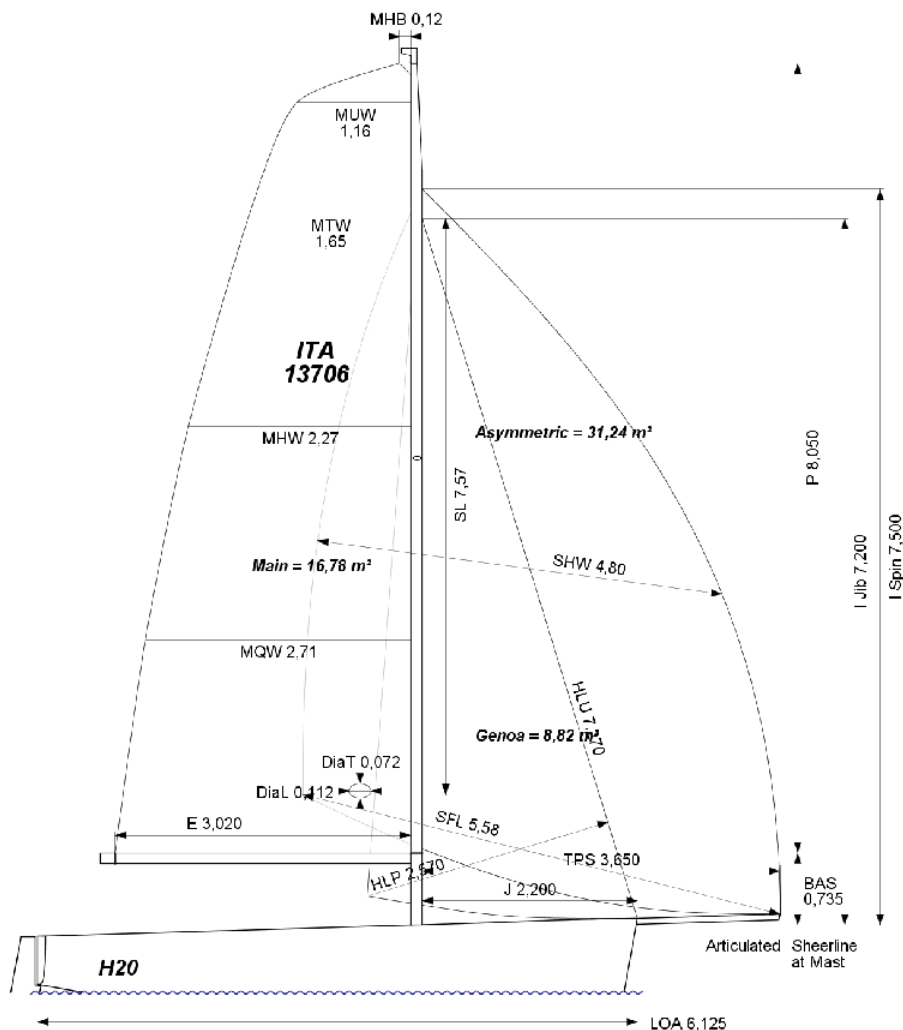 MHB 0,12
MUW
1,16
MTW
1,65
ITA
13706
MHW 2,27
Asymmetric = 31,24 m²
P 8,050
SL 7,57
I Jib 7,200
I Spin 7,500
SHW 4,80
Main = 16,78 m²
MQW 2,71
Genoa = 8,82 m²
DiaT 0,072
DiaL 0,112
SFL 5,58
E 3,020
TPS 3,650
HLP 2,570
J 2,200
BAS
0,735
Articulated Sheerline
at Mast
H20
LOA 6,125